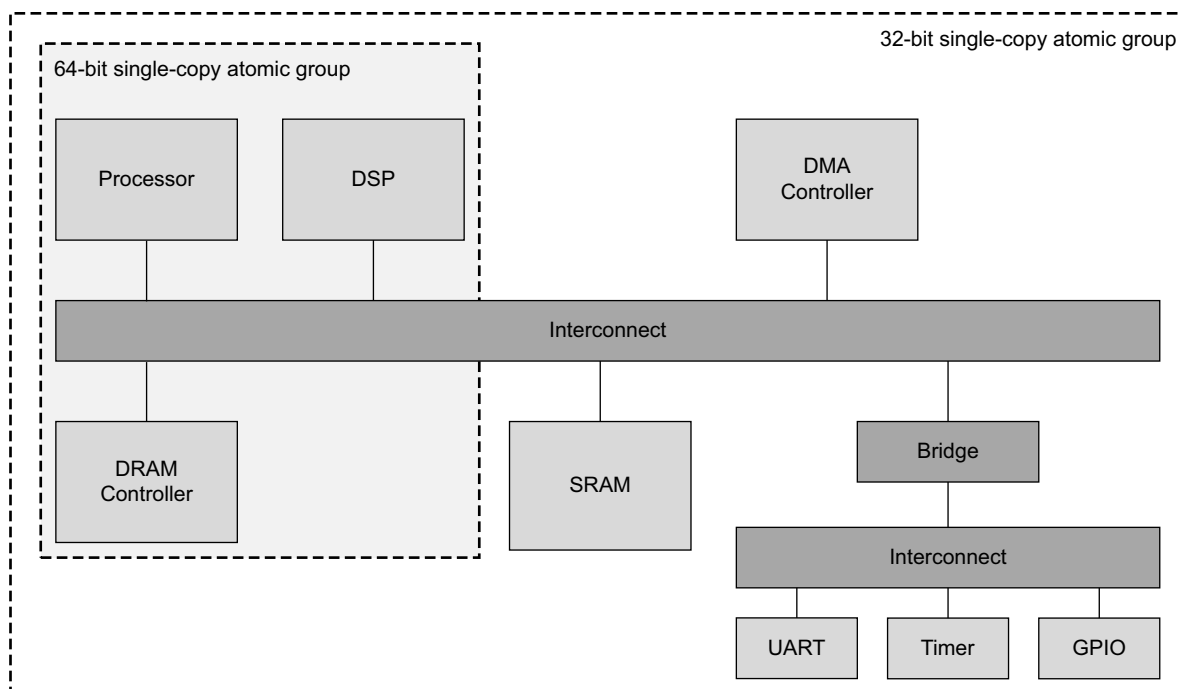 32-bit single-copy atomic group
64-bit single-copy atomic group
Processor
DSP
DMA
Controller
Interconnect
DRAM
Controller
SRAM
Bridge
Interconnect
UART
Timer
GPIO